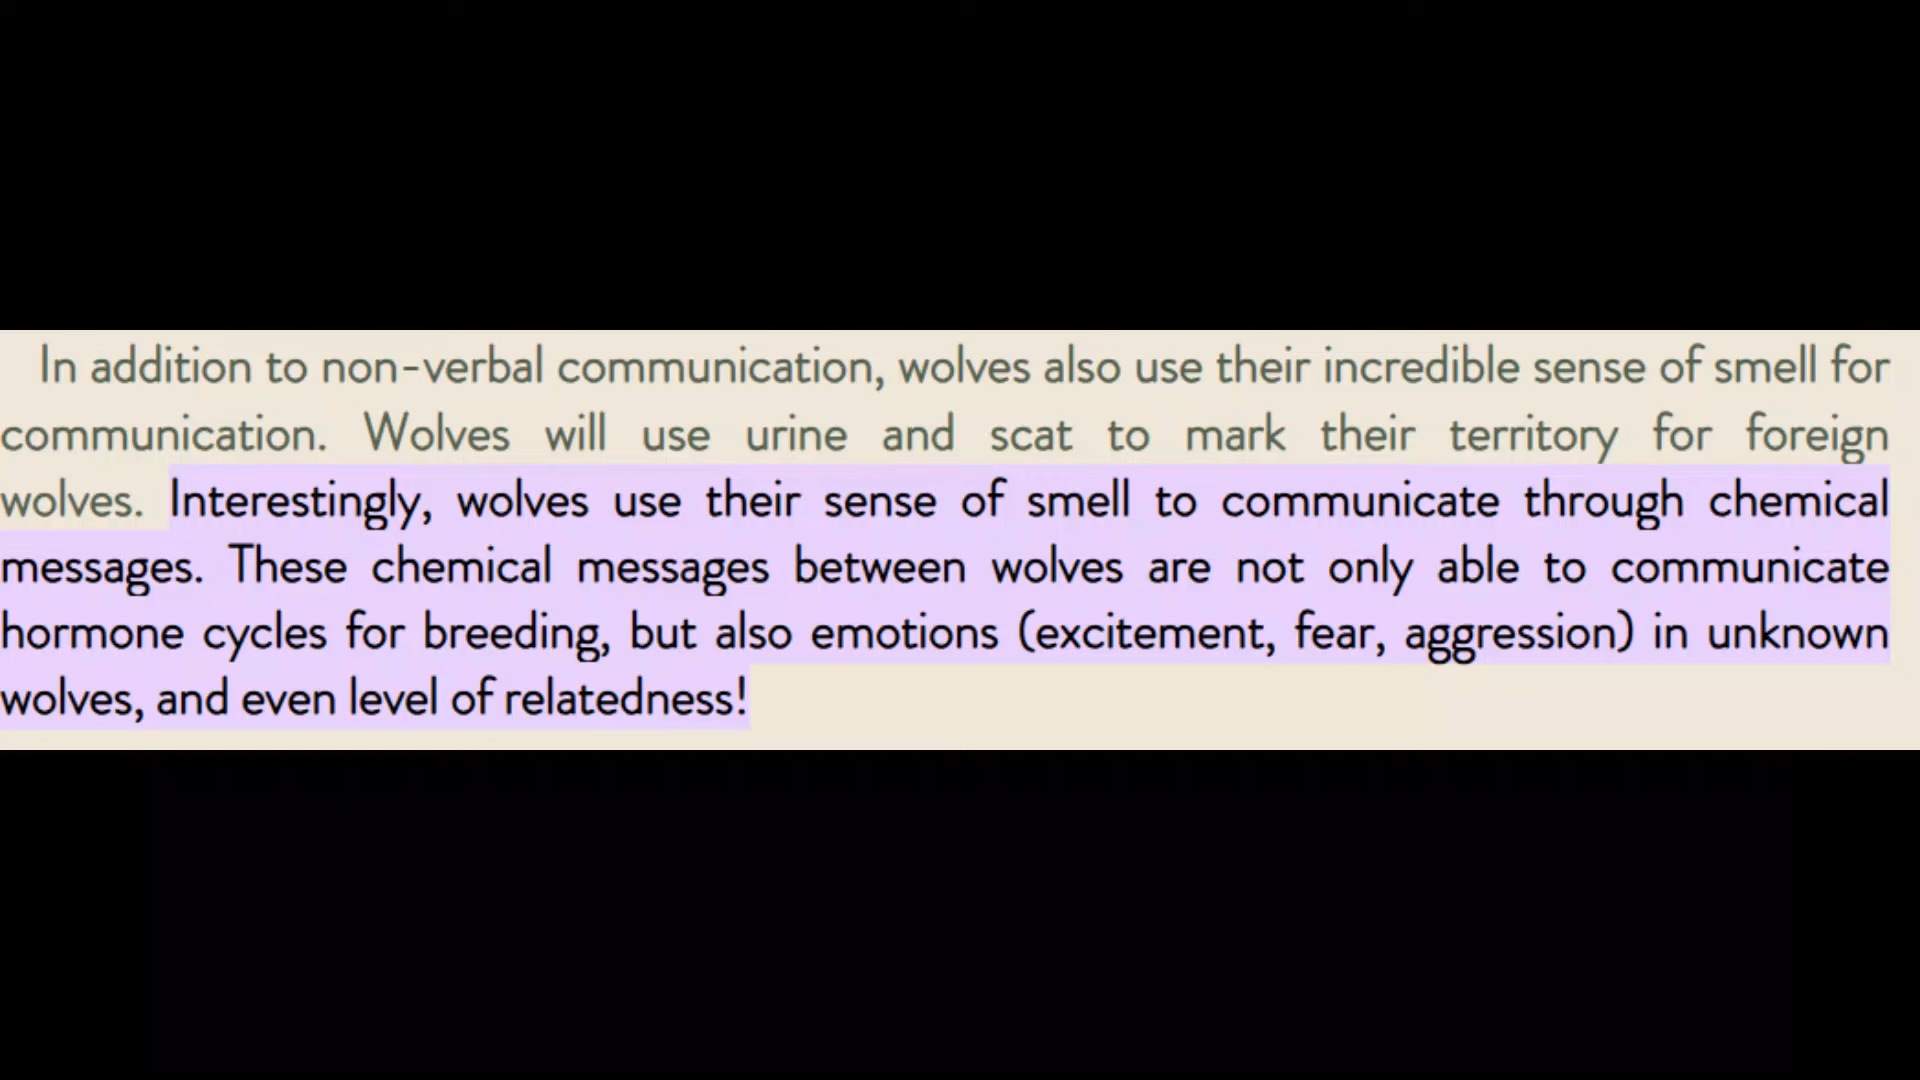 In addition to non-verbal communication, wolves also use their incredible sense of smell for
communication. Wolves will use urine and scat to mark their territory for foreign
wolves. Interestingly, wolves use their sense of smell to communicate through chemical
messages. These chemical messages between wolves are not only able to communicate
hormone cycles for breeding, but also emotions (excitement, fear, aggression) in unknown
wolves, and even level of relatedness!